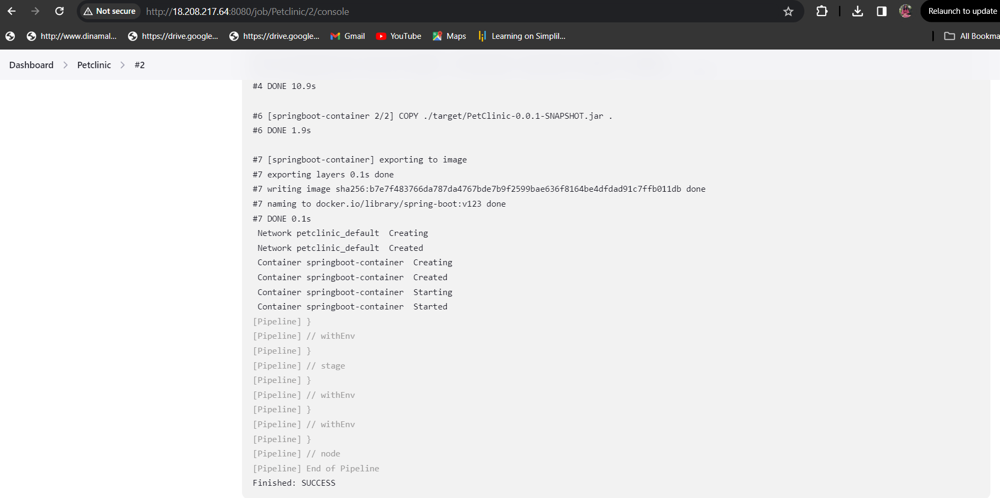 Not secure http://18.208.217.64:8080/job/Petclinic/2/console Relaunch to update
http://www.dinamal... https://drive.google... https://drive.google... Gmail YouTube Maps Learning on Simplil... All Bookma
Dashboard Petclinic #2
#4 DONE 10.9s
#6 [springboot-container 2/2] COPY ./target/PetClinic-0.0.1-SNAPSHOT.jar .
#6 DONE 1.9s
#7 [springboot-container] exporting to image
#7 exporting layers 0.1s done
#7 writing image sha256:b7e7f483766da787da4767bde7b9f2599bae636f8164be4dfdad91c7ffb011db done
#7 naming to docker.io/library/spring-boot:v123 done
#7 DONE 0.1s
Network petclinic_default Creating
Network petclinic_default Created
Container springboot-container Creating
Container springboot-container Created
Container springboot-container Starting
Container springboot-container Started
[Pipeline] }
[Pipeline] // withEnv
[Pipeline] }
[Pipeline] // stage
[Pipeline] }
[Pipeline] // withEnv
[Pipeline] }
[Pipeline] // withEnv
[Pipeline] }
[Pipeline] // node
[Pipeline] End of Pipeline
Finished: SUCCESS